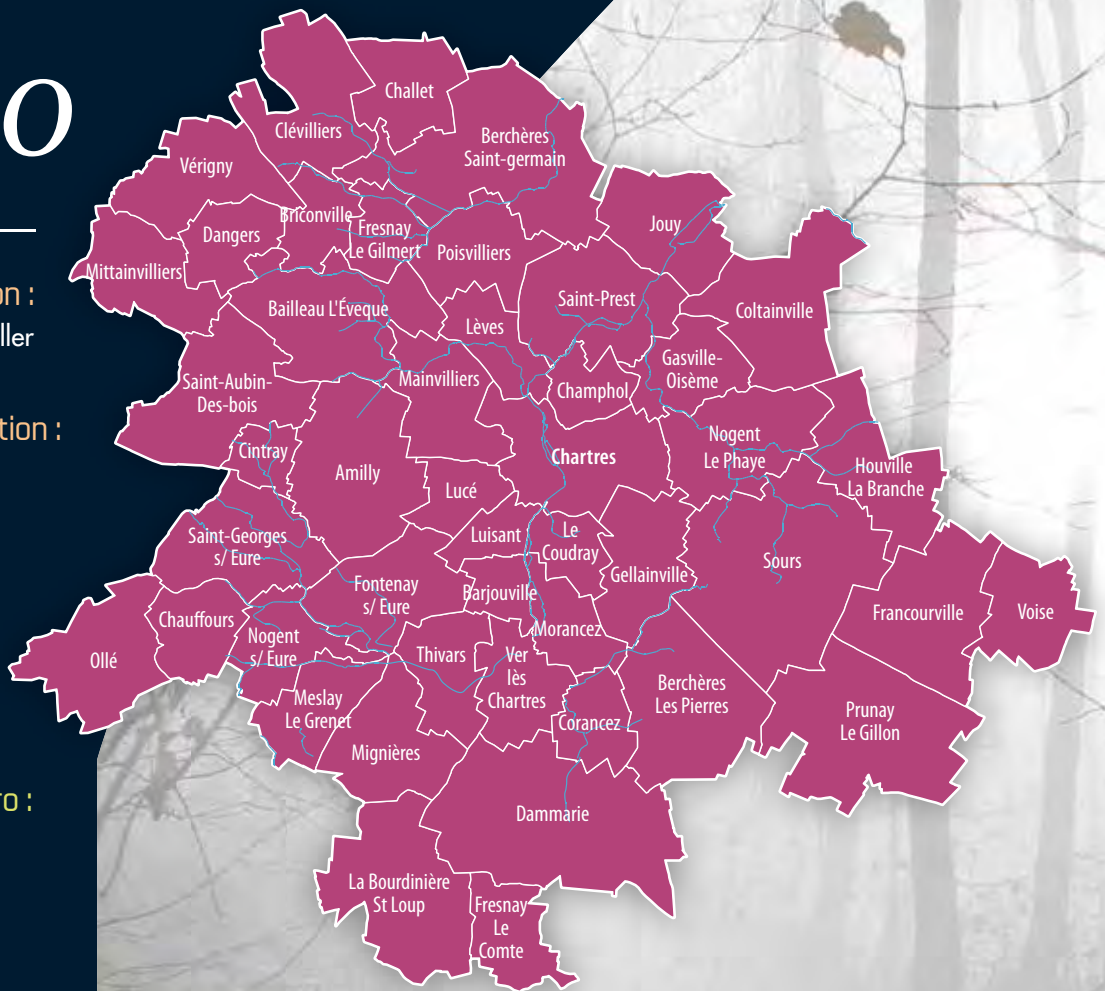 o
on :
ller
tion :
ro :
Challet
Clévilliers
Berchères
Saint-germain
Vérigny
Briconville
Fresnay
Le Gilmert
Jouy
Dangers
Poisvilliers
Mittainvilliers
Saint-Prest
Bailleau L'Éveque
Coltainville
Lèves
Gasville-
Oisème
Mainvilliers
Champhol
Saint-Aubin-
Des-bois
Nogent
Le Phaye
Cintray
Chartres
Amilly
Houville
La Branche
Lucé
Luisant
Le
Coudray
Saint-Georges
s/ Eure
Sours
Gellainville
Fontenay
s/ Eure
Barjouville
Francourville
Voise
Chauffours
Morancez
Nogent
s/ Eure
Thivars
Ver
lès
Chartres
Ollé
Berchères
Les Pierres
Meslay
Le Grenet
Corancez
Prunay
Le Gillon
Mignières
Dammarie
La Bourdinière
St Loup
Fresnay
Le
Comte